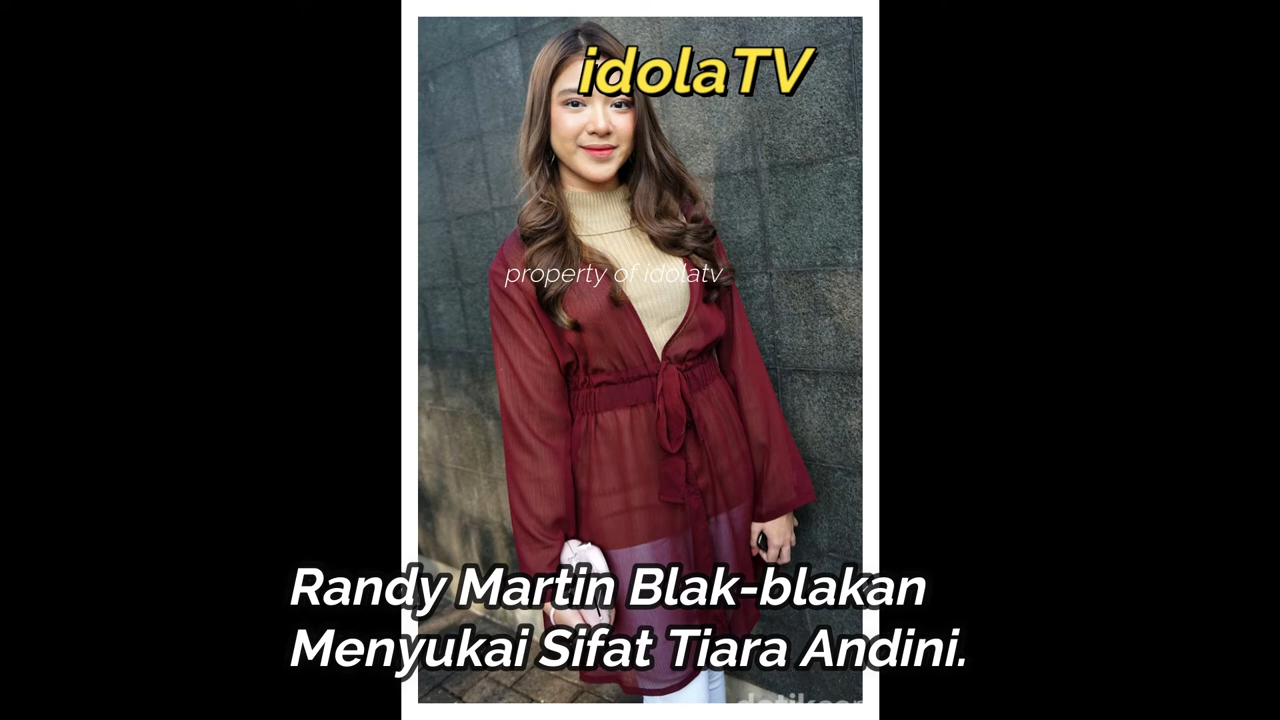 idolaTV
property of idolatv
Randy Martin Blak-blakan
Menyukai Sifat Tiara Andini.